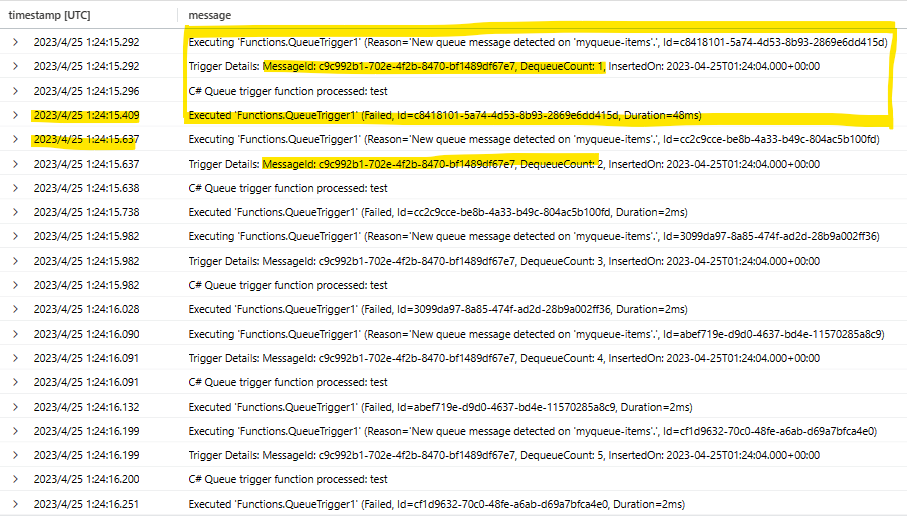 timestamp [UTC] message
2023/4/25 1:24:15.292 Executing 'Functions.QueueTrigger1' (Reason='New queue message detected on 'myqueue-items'.', Id=c8418101-5a74-4d53-8b93-2869e6dd415d)
2023/4/25 1:24:15.292 Trigger Details: MessageId: c9c992b1-702e-4f2b-8470-bf1489df67e7, DequeueCount: 1, InsertedOn: 2023-04-25T01:24:04.000+00:00
2023/4/25 1:24:15.296 C# Queue trigger function processed: test
2023/4/25 1:24:15.409 Executed 'Functions.QueueTrigger1' (Failed, Id=c8418101-5a74-4d53-8b93-2869e6dd415d, Duration=48ms)
2023/4/25 1:24:15.637 Executing 'Functions.QueueTrigger1' (Reason='New queue message detected on 'myqueue-items'.', Id=cc2c9cce-be8b-4a33-b49c-804ac5b100fd)
2023/4/25 1:24:15.637 Trigger Details: MessageId: c9c992b1-702e-4f2b-8470-bf1489df67e7, DequeueCount: 2, InsertedOn: 2023-04-25T01:24:04.000+00:00
2023/4/25 1:24:15.638 C# Queue trigger function processed: test
2023/4/25 1:24:15.738 Executed 'Functions.QueueTrigger1' (Failed, Id=cc2c9cce-be8b-4a33-b49c-804ac5b100fd, Duration=2ms)
2023/4/25 1:24:15.982 Executing 'Functions.QueueTrigger1' (Reason='New queue message detected on 'myqueue-items'.', Id=3099da97-8a85-474f-ad2d-28b9a002ff36)
2023/4/25 1:24:15.982 Trigger Details: MessageId: c9c992b1-702e-4f2b-8470-bf1489df67e7, DequeueCount: 3, InsertedOn: 2023-04-25T01:24:04.000+00:00
2023/4/25 1:24:15.982 C# Queue trigger function processed: test
2023/4/25 1:24:16.028 Executed 'Functions.QueueTrigger1' (Failed, Id=3099da97-8a85-474f-ad2d-28b9a002ff36, Duration=2ms)
2023/4/25 1:24:16.090 Executing 'Functions.QueueTrigger1' (Reason='New queue message detected on 'myqueue-items'.', Id=abef719e-d9d0-4637-bd4e-11570285a8c9)
2023/4/25 1:24:16.091 Trigger Details: MessageId: c9c992b1-702e-4f2b-8470-bf1489df67e7, DequeueCount: 4, InsertedOn: 2023-04-25T01:24:04.000+00:00
2023/4/25 1:24:16.091 C# Queue trigger function processed: test
2023/4/25 1:24:16.132 Executed 'Functions.QueueTrigger1' (Failed, Id=abef719e-d9d0-4637-bd4e-11570285a8c9, Duration=2ms)
2023/4/25 1:24:16.199 Executing 'Functions.QueueTrigger1' (Reason='New queue message detected on 'myqueue-items'.', Id=cf1d9632-70c0-48fe-a6ab-d69a7bfca4e0)
2023/4/25 1:24:16.199 Trigger Details: MessageId: c9c992b1-702e-4f2b-8470-bf1489df67e7, DequeueCount: 5, InsertedOn: 2023-04-25T01:24:04.000+00:00
2023/4/25 1:24:16.200 C# Queue trigger function processed: test
2023/4/25 1:24:16.251 Executed 'Functions.QueueTrigger1' (Failed, Id=cf1d9632-70c0-48fe-a6ab-d69a7bfca4e0, Duration=2ms)